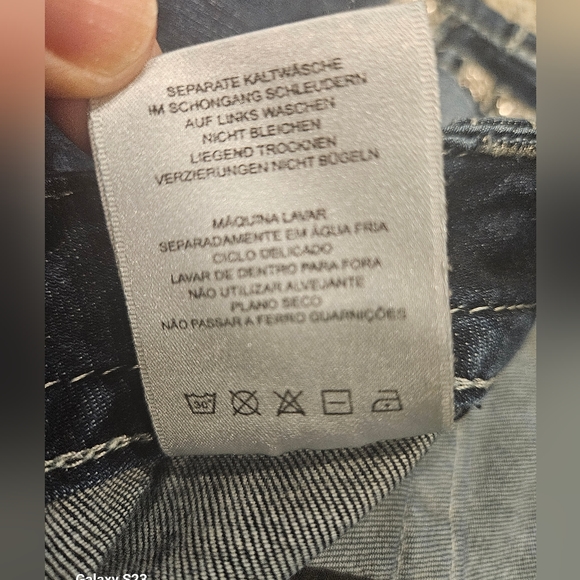 SEPARATE KALTWÄSCHE
IM SCHONGANG SCHLEUDERN
AUF LINKS WASCHEN
NICHT BLEICHEN
LIEGEND TROCKNEN
VERZIERUNGEN NICHT BÜGELN
MÁQUINA LAVAR
SEPARADAMENTE EM ÁGUA FRIA
CICLO DELICADO
LAVAR DE DENTRO PARA FORA
NÃO UTILIZAR ALVEJANTE
PLANO SECO
NÃO PASSAR A FERRO GUARNIÇÕES
30°
Galaxy S23